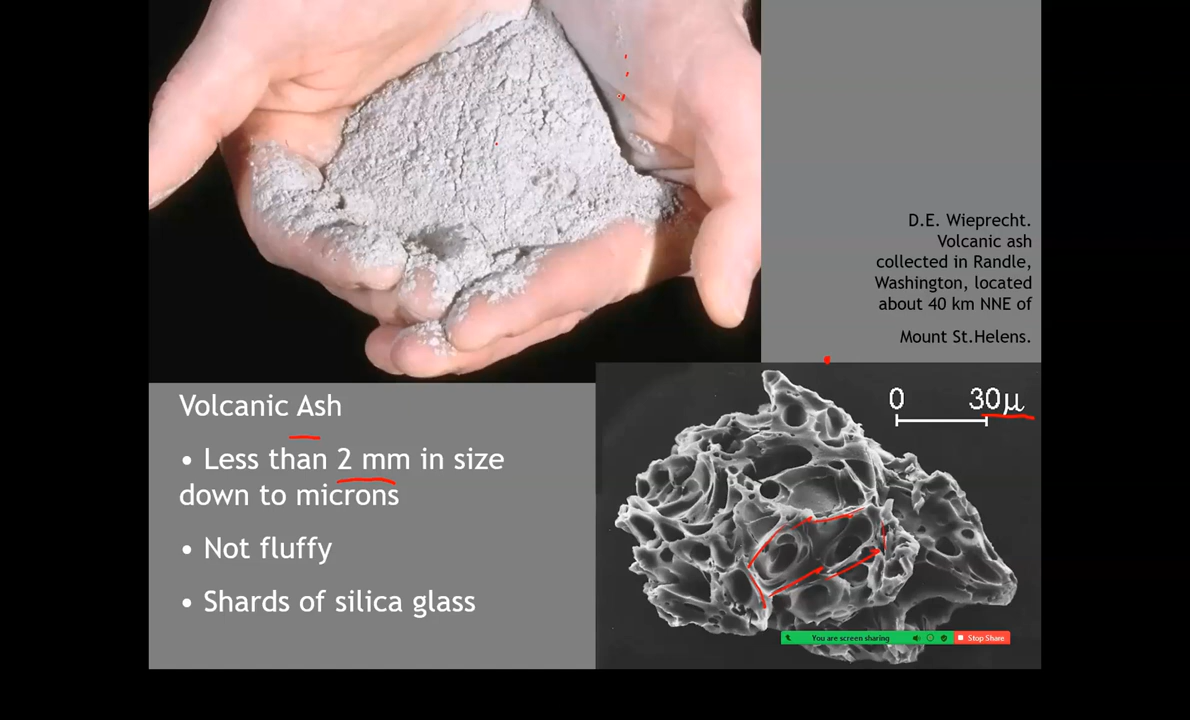 D.E. Wieprecht.
Volcanic ash
collected in Randle,
Washington, located
about 40 km NNE of
Mount St.Helens.
0 30μ
Volcanic Ash
• Less than 2 mm in size
down to microns
• Not fluffy
• Shards of silica glass
You are screen sharing Stop Share